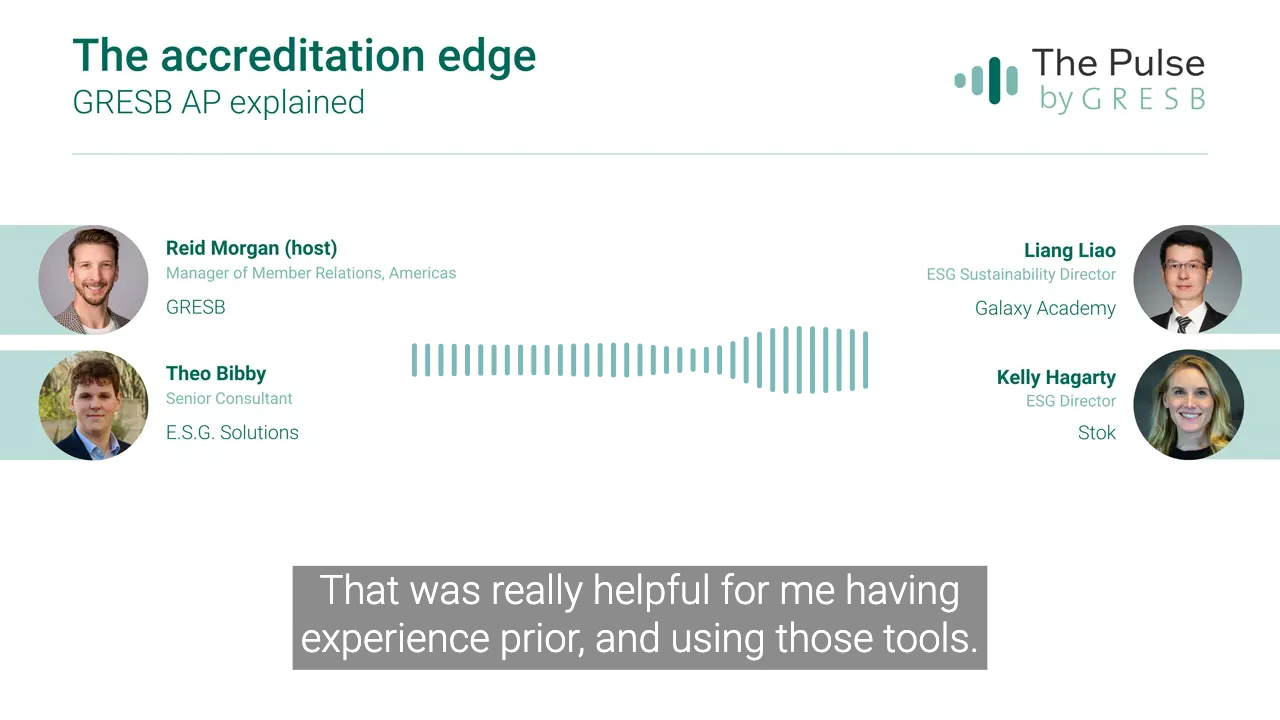 The accreditation edge
GRESB AP explained
The Pulse
by GRESB
Reid Morgan (host)
Manager of Member Relations, Americas
GRESB
Theo Bibby
Senior Consultant
E.S.G. Solutions
Liang Liao
ESG Sustainability Director
Galaxy Academy
Kelly Hagarty
ESG Director
Stok
That was really helpful for me having
experience prior, and using those tools.